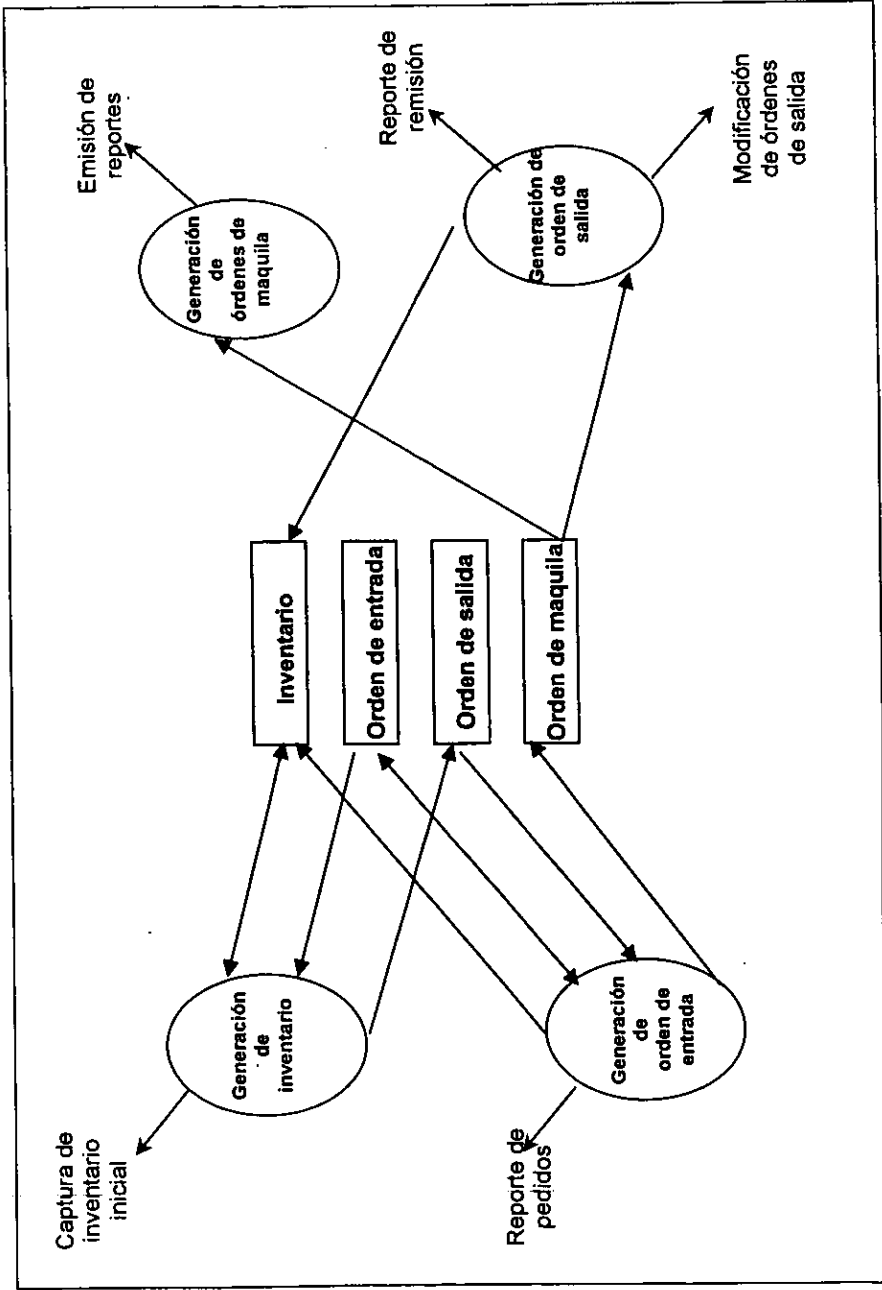 Captura de
inventario
inicial
Generación
de
inventario
Reporte de
pedidos
Generación
de
orden de
entrada
Inventario
Orden de entrada
Orden de salida
Orden de maquila
Generación
de
órdenes de
maquila
Emisión de
reportes
Generación de
orden de
salida
Reporte de
remisión
Modificación
de órdenes
de salida